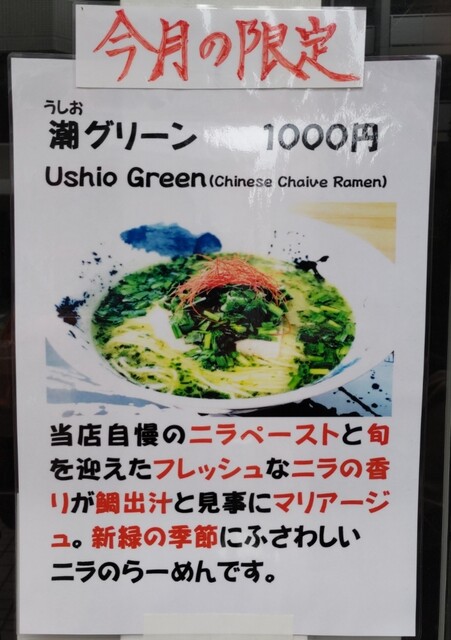 今月の限定
うしお
潮グリーン 1000円
Ushio Green(Chinese Chaive Ramen)
当店自慢のニラペーストと旬
を迎えたフレッシュなニラの香
りが鯛出汁と見事にマリアージ
ュ。新緑の季節にふさわしい
ニラのらーめんです。